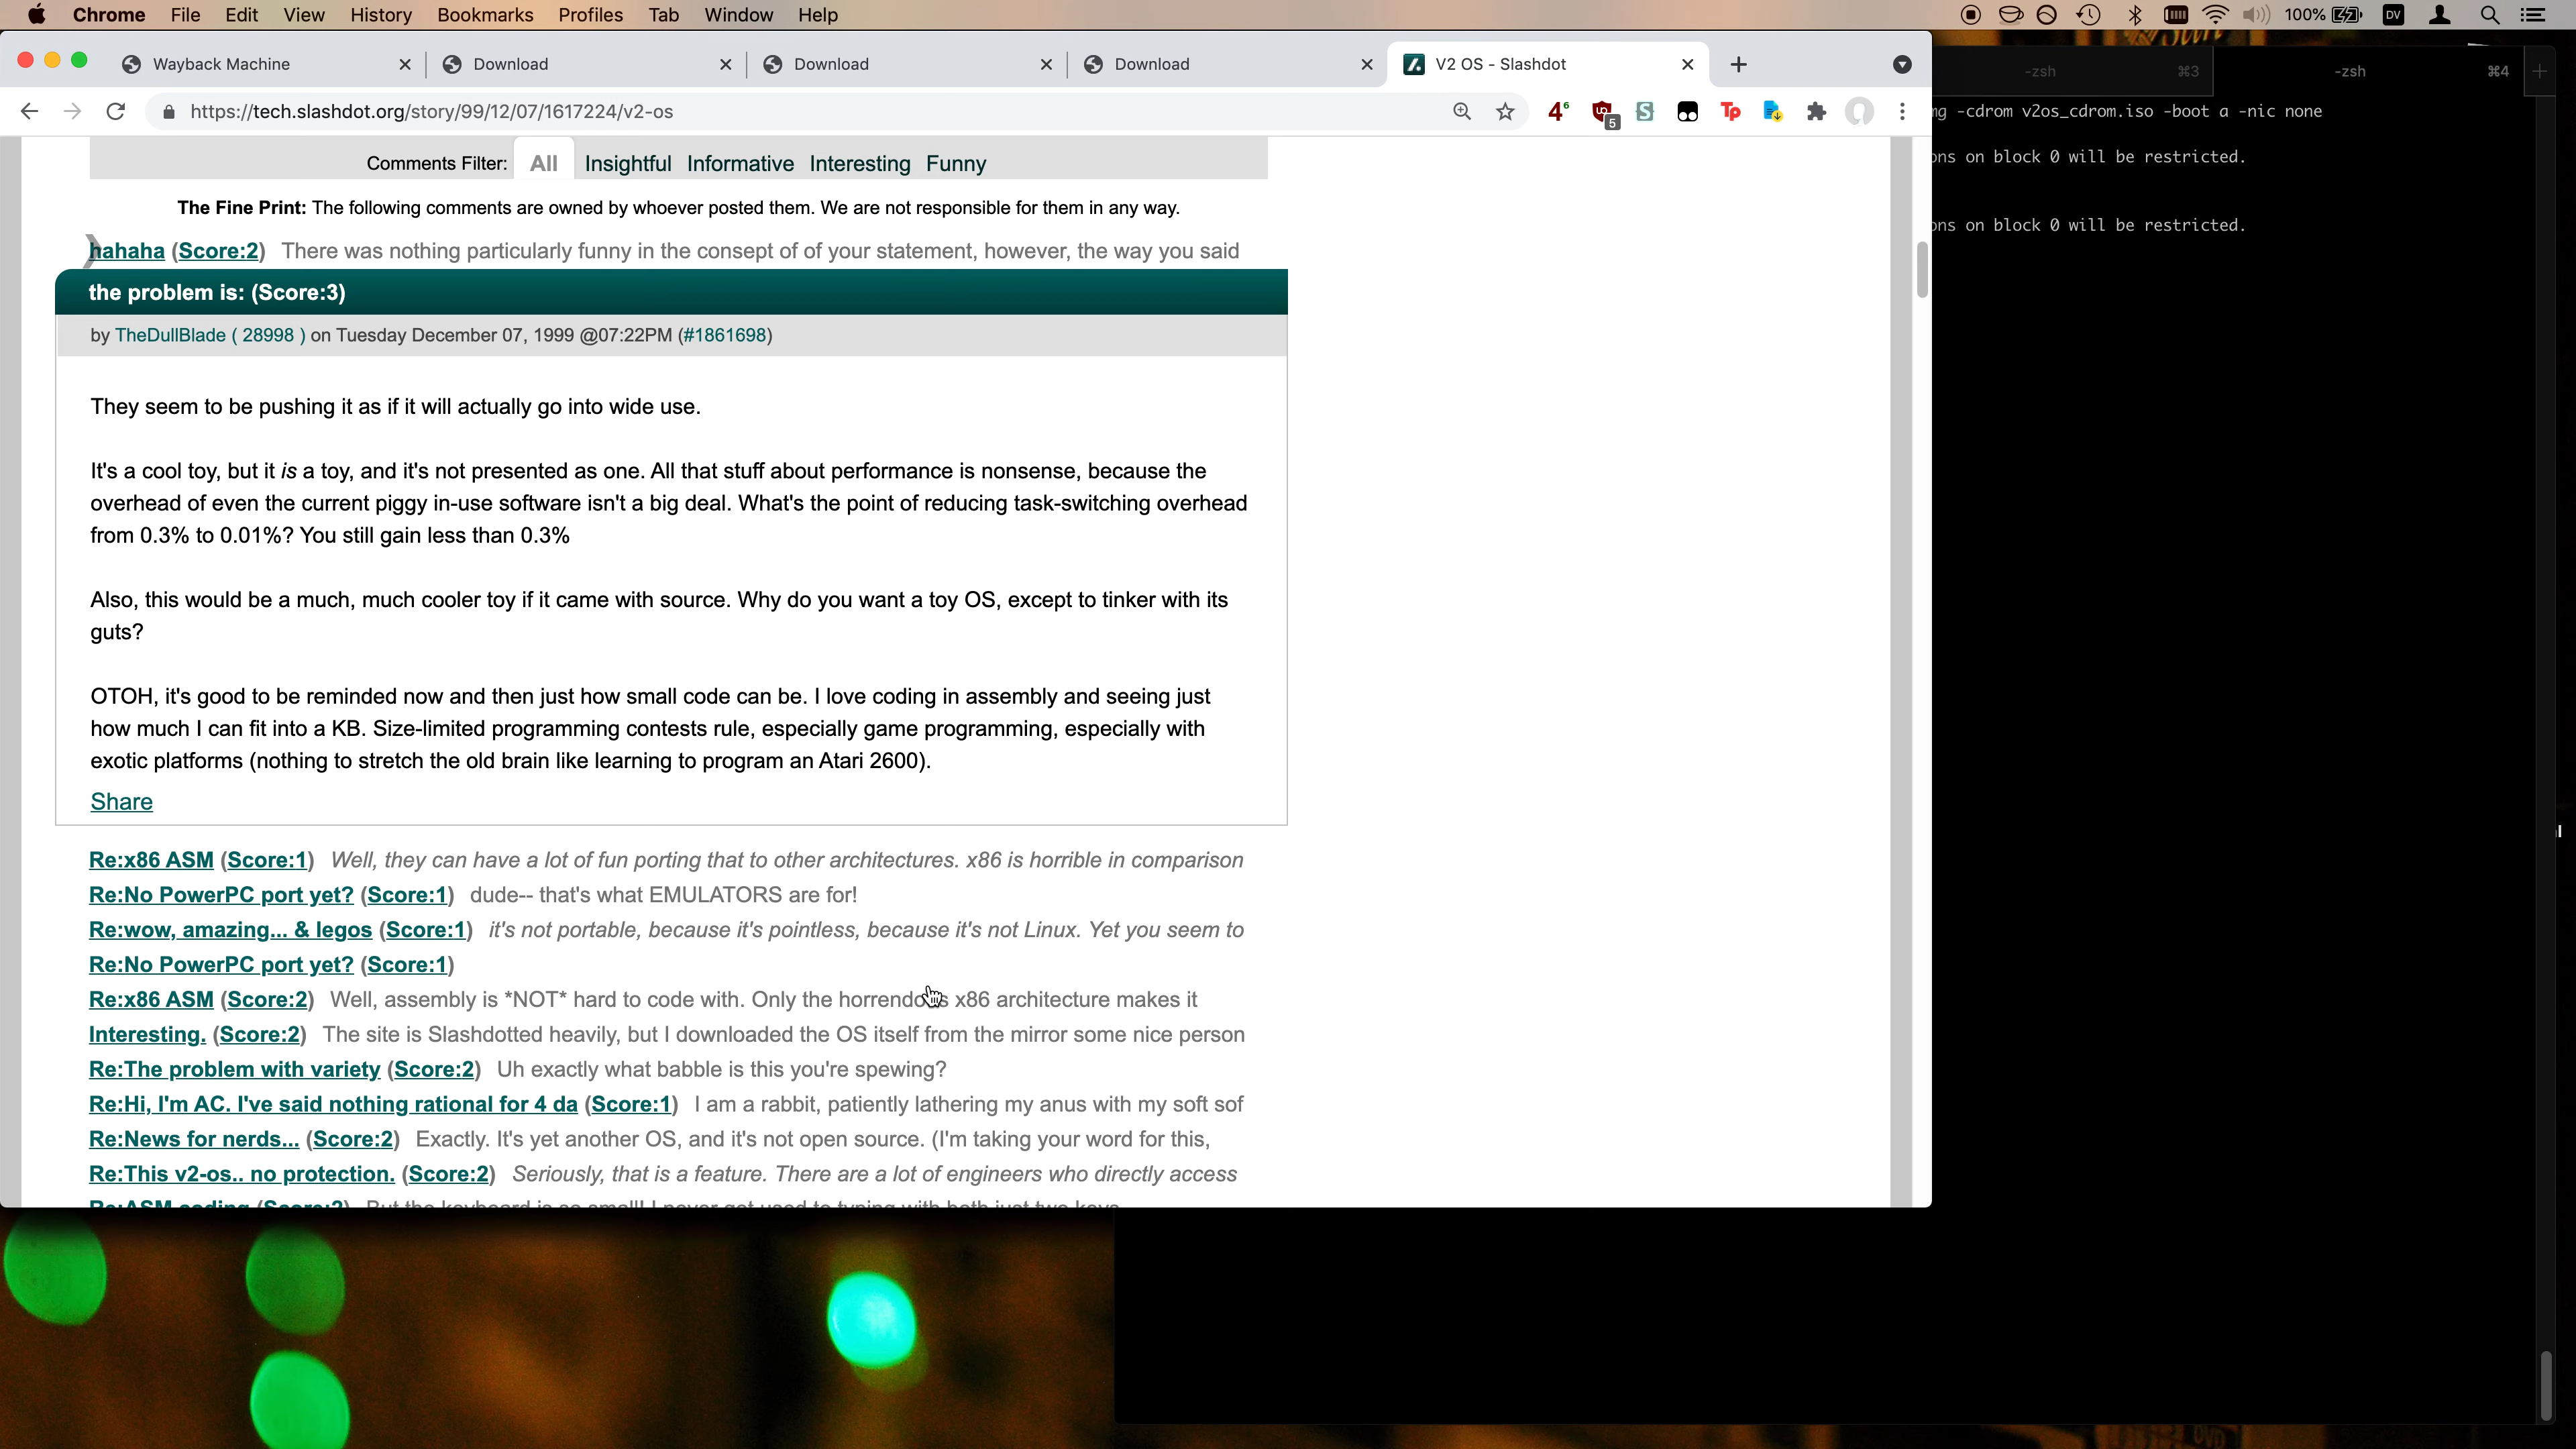 Chrome File Edit View History Bookmarks Profiles Tab Window Help 100% DV
Wayback Machine Download Download Download V2 OS - Slashdot
-zsh ⌘3 -zsh ⌘4
https://tech.slashdot.org/story/99/12/07/1617224/v2-os
-cdrom v2os_cdrom.iso -boot a -nic none
on block 0 will be restricted.
on block 0 will be restricted.
Comments Filter: All Insightful Informative Interesting Funny
The Fine Print: The following comments are owned by whoever posted them. We are not responsible for them in any way.
hahaha (Score:2) There was nothing particularly funny in the consept of of your statement, however, the way you said
the problem is: (Score:3)
by TheDullBlade ( 28998 ) on Tuesday December 07, 1999 @07:22PM (#1861698)
They seem to be pushing it as if it will actually go into wide use.
It's a cool toy, but it is a toy, and it's not presented as one. All that stuff about performance is nonsense, because the
overhead of even the current piggy in-use software isn't a big deal. What's the point of reducing task-switching overhead
from 0.3% to 0.01%? You still gain less than 0.3%
Also, this would be a much, much cooler toy if it came with source. Why do you want a toy OS, except to tinker with its
guts?
OTOH, it's good to be reminded now and then just how small code can be. I love coding in assembly and seeing just
how much I can fit into a KB. Size-limited programming contests rule, especially game programming, especially with
exotic platforms (nothing to stretch the old brain like learning to program an Atari 2600).
Share
Re:x86 ASM (Score:1) Well, they can have a lot of fun porting that to other architectures. x86 is horrible in comparison
Re:No PowerPC port yet? (Score:1) dude-- that's what EMULATORS are for!
Re:wow, amazing... & legos (Score:1) it's not portable, because it's pointless, because it's not Linux. Yet you seem to
Re:No PowerPC port yet? (Score:1)
Re:x86 ASM (Score:2) Well, assembly is *NOT* hard to code with. Only the horrendous x86 architecture makes it
Interesting. (Score:2) The site is Slashdotted heavily, but I downloaded the OS itself from the mirror some nice person
Re:The problem with variety (Score:2) Uh exactly what babble is this you're spewing?
Re:Hi, I'm AC. I've said nothing rational for 4 da (Score:1) I am a rabbit, patiently lathering my anus with my soft sof
Re:News for nerds... (Score:2) Exactly. It's yet another OS, and it's not open source. (I'm taking your word for this,
Re:This v2-os.. no protection. (Score:2) Seriously, that is a feature. There are a lot of engineers who directly access
Re:ASM coding (Score:2) But the keyboard is so small! I never got used to typing with both just two keys